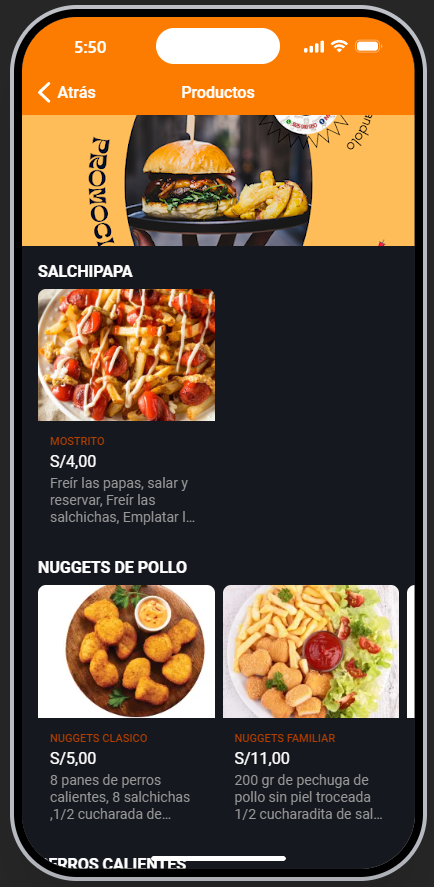 5:50
Atrás
Productos
PROMOCI
andolo
SALCHIPAPA
MOSTRITO
S/4,00
Freír las papas, salar y
reservar, Freír las
salchichas, Emplatar l...
NUGGETS DE POLLO
NUGGETS CLASICO
NUGGETS FAMILIAR
S/5,00
S/11,00
8 panes de perros
calientes, 8 salchichas
,1/2 cucharada de...
200 gr de pechuga de
pollo sin piel troceada
1/2 cucharadita de sal...
PERROS CALIENTES